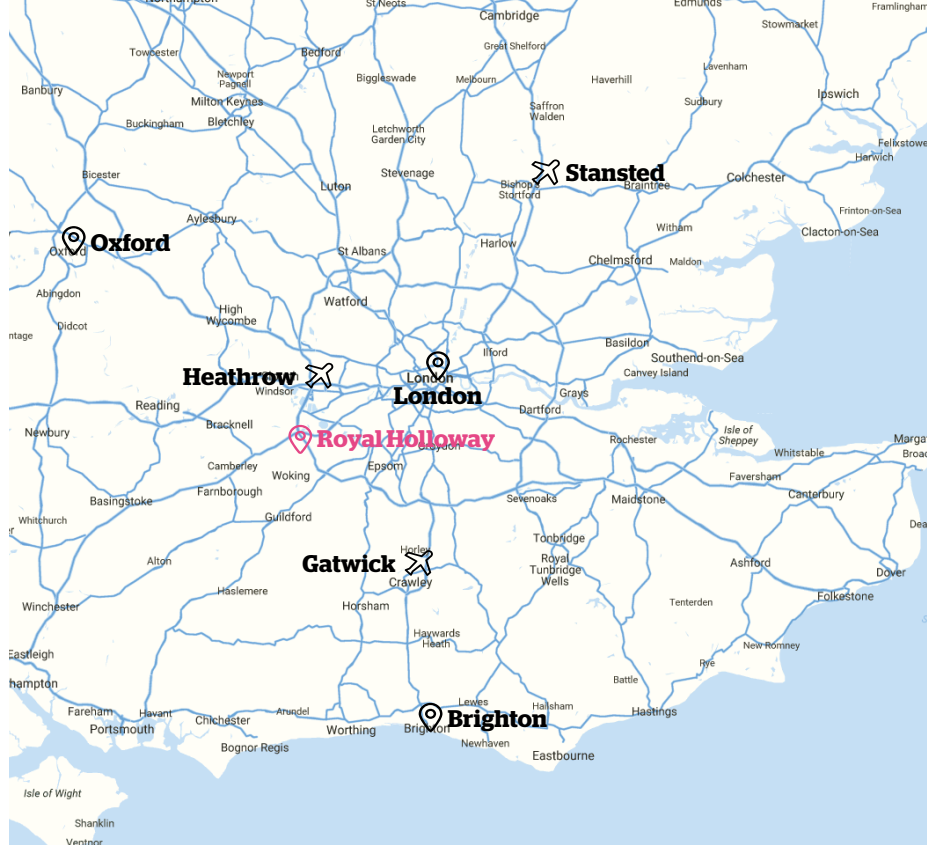 Northampton
St Neots
Cambridge
Edmunds
Framlingham
Stowmarket
Great Shelford
Towcester
Bedford
Lavenham
Newport
Pagnell
Biggleswade
Melbourn
Haverhill
Banbury
Ipswich
Milton Keynes
Sudbury
Saffron
Walden
Buckingham
Bletchley
Letchworth
Garden City
Felixstowe
Harwich
Bicester
Stevenage
Stansted
Luton
Bishop's
Stortford
Braintree
Colchester
Aylesbury
Frinton-on-Sea
Witham
Clacton-on-Sea
Oxford
Oxford
St Albans
Harlow
Chelmsford
Maldon
Abingdon
Watford
High
Wycombe
Didcot
ntage
Ilford
Basildon
Southend-on-Sea
Canvey Island
Heathrow
London
London
Windsor
Grays
Reading
Dartford
Bracknell
Newbury
Royal Holloway
Croydon
Rochester
Isle of
Sheppey
Margat
Broad
Whitstable
Camberley
Woking
Epsom
Faversham
Farnborough
Basingstoke
Sevenoaks
Maidstone
Canterbury
Guildford
Whitchurch
Dea
Tonbridge
Alton
Gatwick
Horley
Crawley
Royal
Tunbridge
Wells
Ashford
Dover
Haslemere
Folkestone
Winchester
Horsham
Tenterden
Haywards
Heath
New Romney
Eastleigh
Rye
hampton
Battle
Fareham
Havant
Chichester
Arundel
Lewes
Hailsham
Hastings
Portsmouth
Worthing
Brighton
Brighton
Bognor Regis
Newhaven
Eastbourne
Isle of Wight
Shanklin
Ventnor